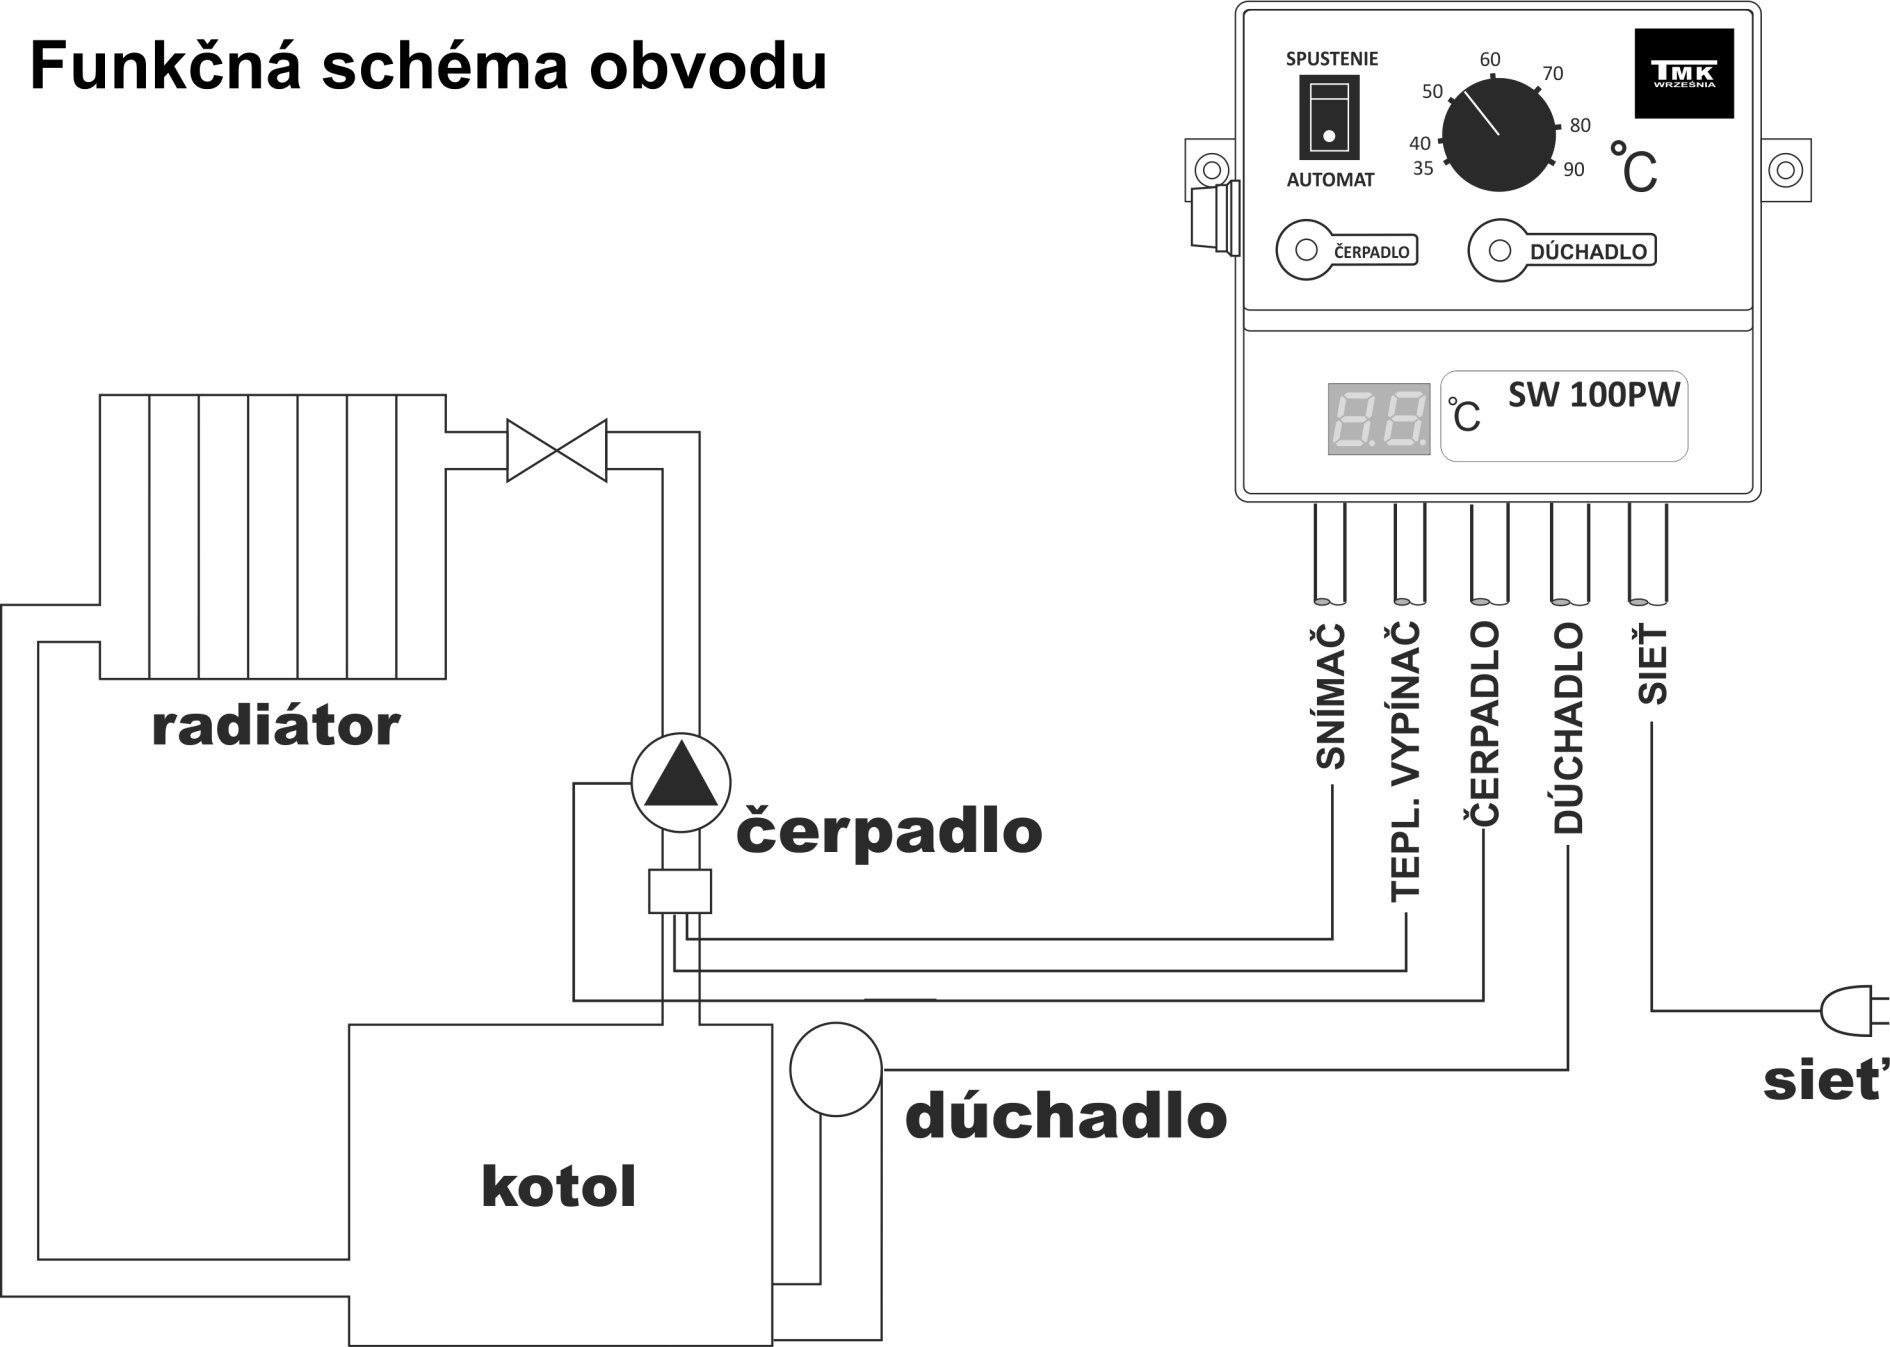 Funkčná schéma obvodu
SPUSTENIE
AUTOMAT
35
40
50
60
70
80
90
°C
TMK
WRZEŚNIA
ČERPADLO
DÚCHADLO
88
°C
SW 100PW
SNÍMAČ
TEPL. VYPÍNAČ
ČERPADLO
DÚCHADLO
SIEŤ
radiátor
čerpadlo
dúchadlo
kotol
sieť